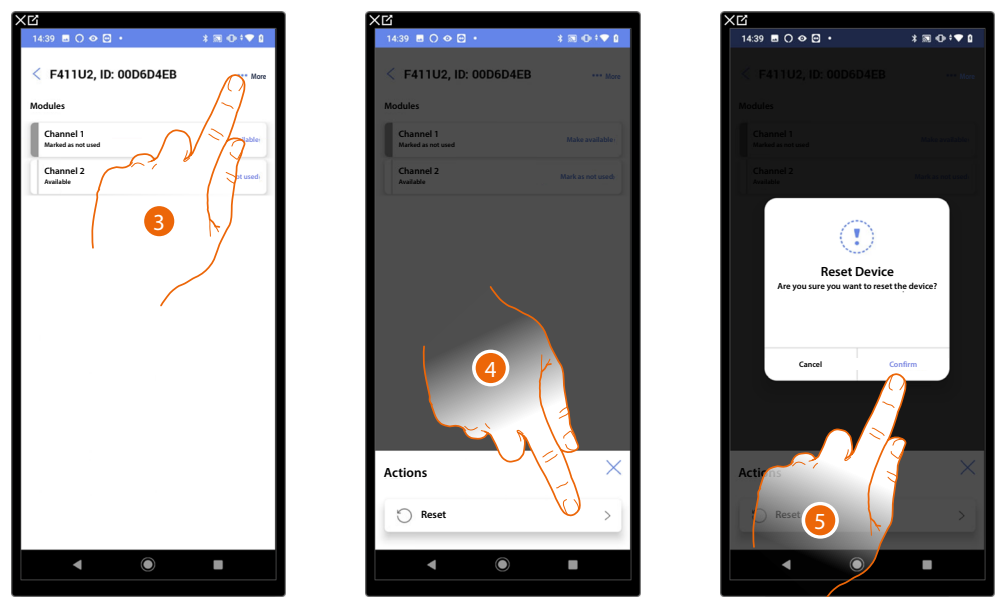 14:39
F411U2, ID: 00D6D4EB
More
Modules
Channel 1
Marked as not used
Channel 2
Available
3
14:39
F411U2, ID: 00D6D4EB
More
Modules
Channel 1
Make available
Marked as not used
Channel 2
Mark as not used
Available
4
Actions
Reset
14:39
F411U2, ID: 00D6D4EB
More
Modules
Channel 1
Make available
Marked as not used
Channel 2
Mark as not used
Available
Reset Device
Are you sure you want to reset the device?
Cancel
Confirm
Actions
Reset
5